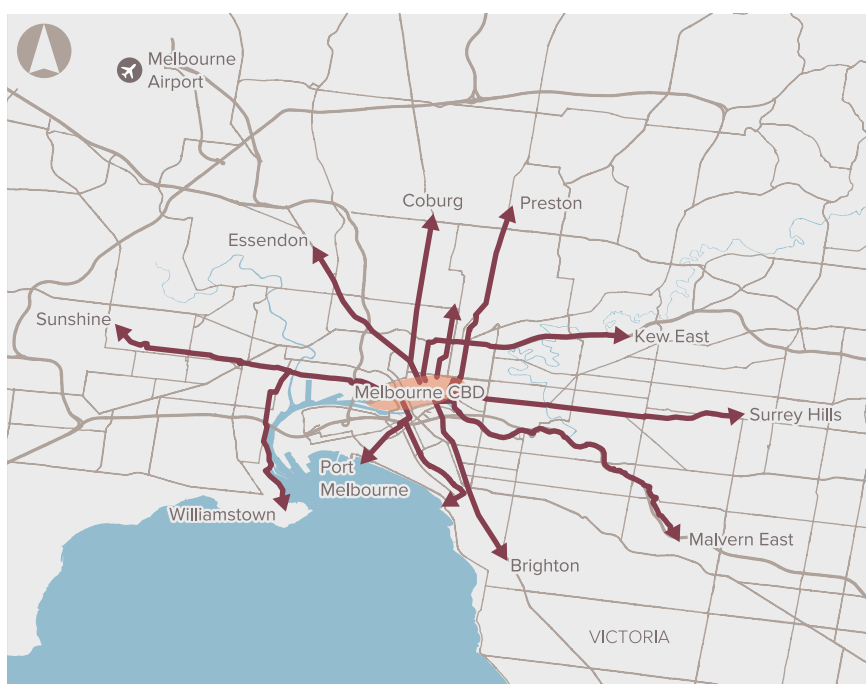 Melbourne
Airport
Coburg
Preston
Essendon
Sunshine
Kew East
Melbourne CBD
Surrey Hills
Port
Melbourne
Williamstown
Malvern East
Brighton
VICTORIA